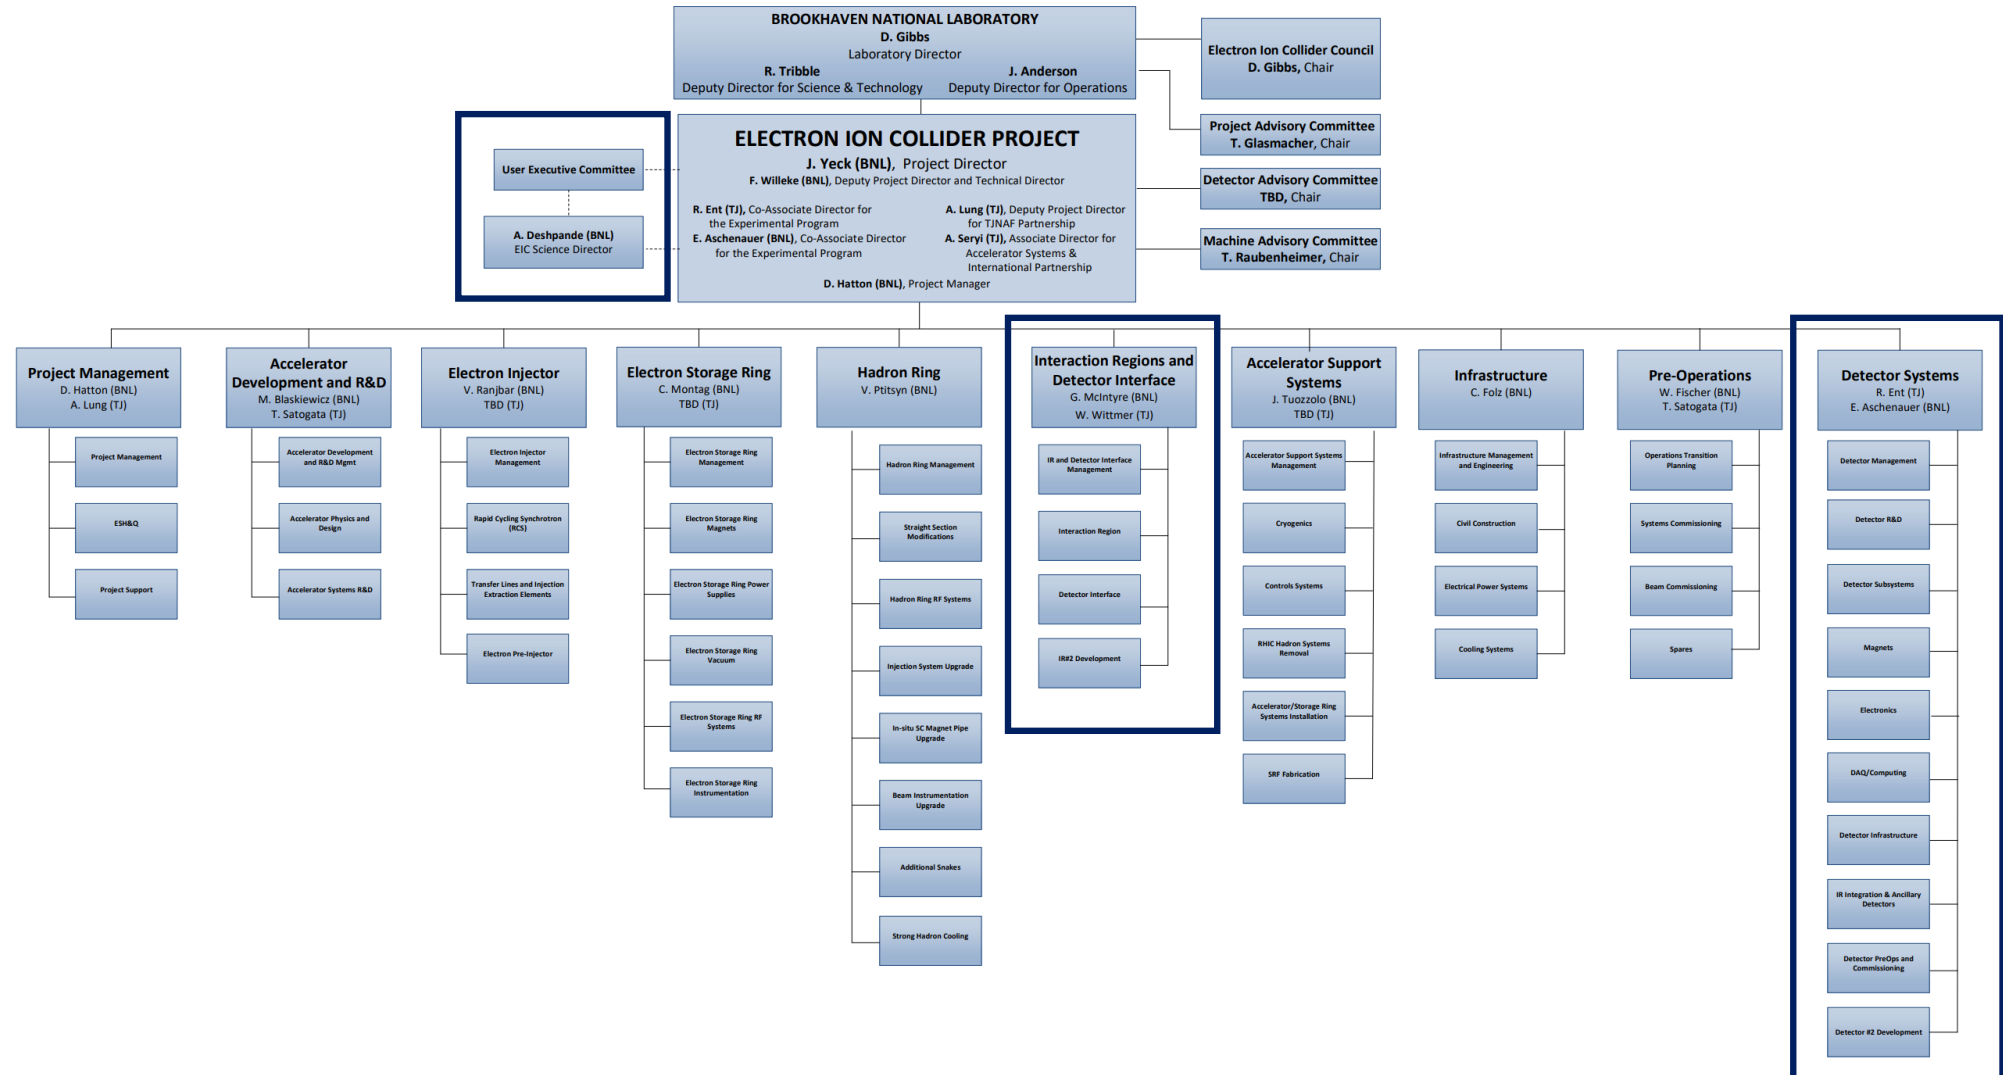 BROOKHAVEN NATIONAL LABORATORY
D. Gibbs
Laboratory Director
R. Tribble
Deputy Director for Science & Technology
J. Anderson
Deputy Director for Operations
Electron Ion Collider Council
D. Gibbs, Chair
Project Advisory Committee
T. Glasmacher, Chair
Detector Advisory Committee
TBD, Chair
Machine Advisory Committee
T. Raubenheimer, Chair
User Executive Committee
A. Deshpande (BNL)
EIC Science Director
ELECTRON ION COLLIDER PROJECT
J. Yeck (BNL), Project Director
F. Willeke (BNL), Deputy Project Director and Technical Director
R. Ent (TJ), Co-Associate Director for
the Experimental Program
E. Aschenauer (BNL), Co-Associate Director
for the Experimental Program
A. Lung (TJ), Deputy Project Director
for TJNAF Partnership
A. Seryi (TJ), Associate Director for
Accelerator Systems &
International Partnership
D. Hatton (BNL), Project Manager
Project Management
D. Hatton (BNL)
A. Lung (TJ)
Project Management
ESH&Q
Project Support
Accelerator
Development and R&D
M. Blaskiewicz (BNL)
T. Satogata (TJ)
Accelerator Development
and R&D Mgmt
Accelerator Physics and
Design
Accelerator Systems R&D
Electron Injector
V. Ranjbar (BNL)
TBD (TJ)
Electron Injector
Management
Rapid Cycling Synchrotron
(RCS)
Transfer Lines and Injection
Extraction Elements
Electron Pre-Injector
Electron Storage Ring
C. Montag (BNL)
TBD (TJ)
Electron Storage Ring
Management
Electron Storage Ring
Magnets
Electron Storage Ring Power
Supplies
Electron Storage Ring
Vacuum
Electron Storage Ring RF
Systems
Electron Storage Ring
Instrumentation
Hadron Ring
V. Ptitsyn (BNL)
Hadron Ring Management
Straight Section
Modifications
Hadron Ring RF Systems
Injection System Upgrade
In-situ SC Magnet Pipe
Upgrade
Beam Instrumentation
Upgrade
Additional Snakes
Strong Hadron Cooling
Interaction Regions and
Detector Interface
G. McIntyre (BNL)
W. Wittmer (TJ)
IR and Detector Interface
Management
Interaction Region
Detector Interface
IR#2 Development
Accelerator Support
Systems
J. Tuozzolo (BNL)
TBD (TJ)
Accelerator Support Systems
Management
Cryogenics
Controls Systems
RHIC Hadron Systems
Removal
Accelerator/Storage Ring
Systems Installation
SRF Fabrication
Infrastructure
C. Folz (BNL)
Infrastructure Management
and Engineering
Civil Construction
Electrical Power Systems
Cooling Systems
Pre-Operations
W. Fischer (BNL)
T. Satogata (TJ)
Operations Transition
Planning
Systems Commissioning
Beam Commissioning
Spares
Detector Systems
R. Ent (TJ)
E. Aschenauer (BNL)
Detector Management
Detector R&D
Detector Subsystems
Magnets
Electronics
DAQ/Computing
Detector Infrastructure
IR Integration & Ancillary
Detectors
Detector PreOps and
Commissioning
Detector #2 Development